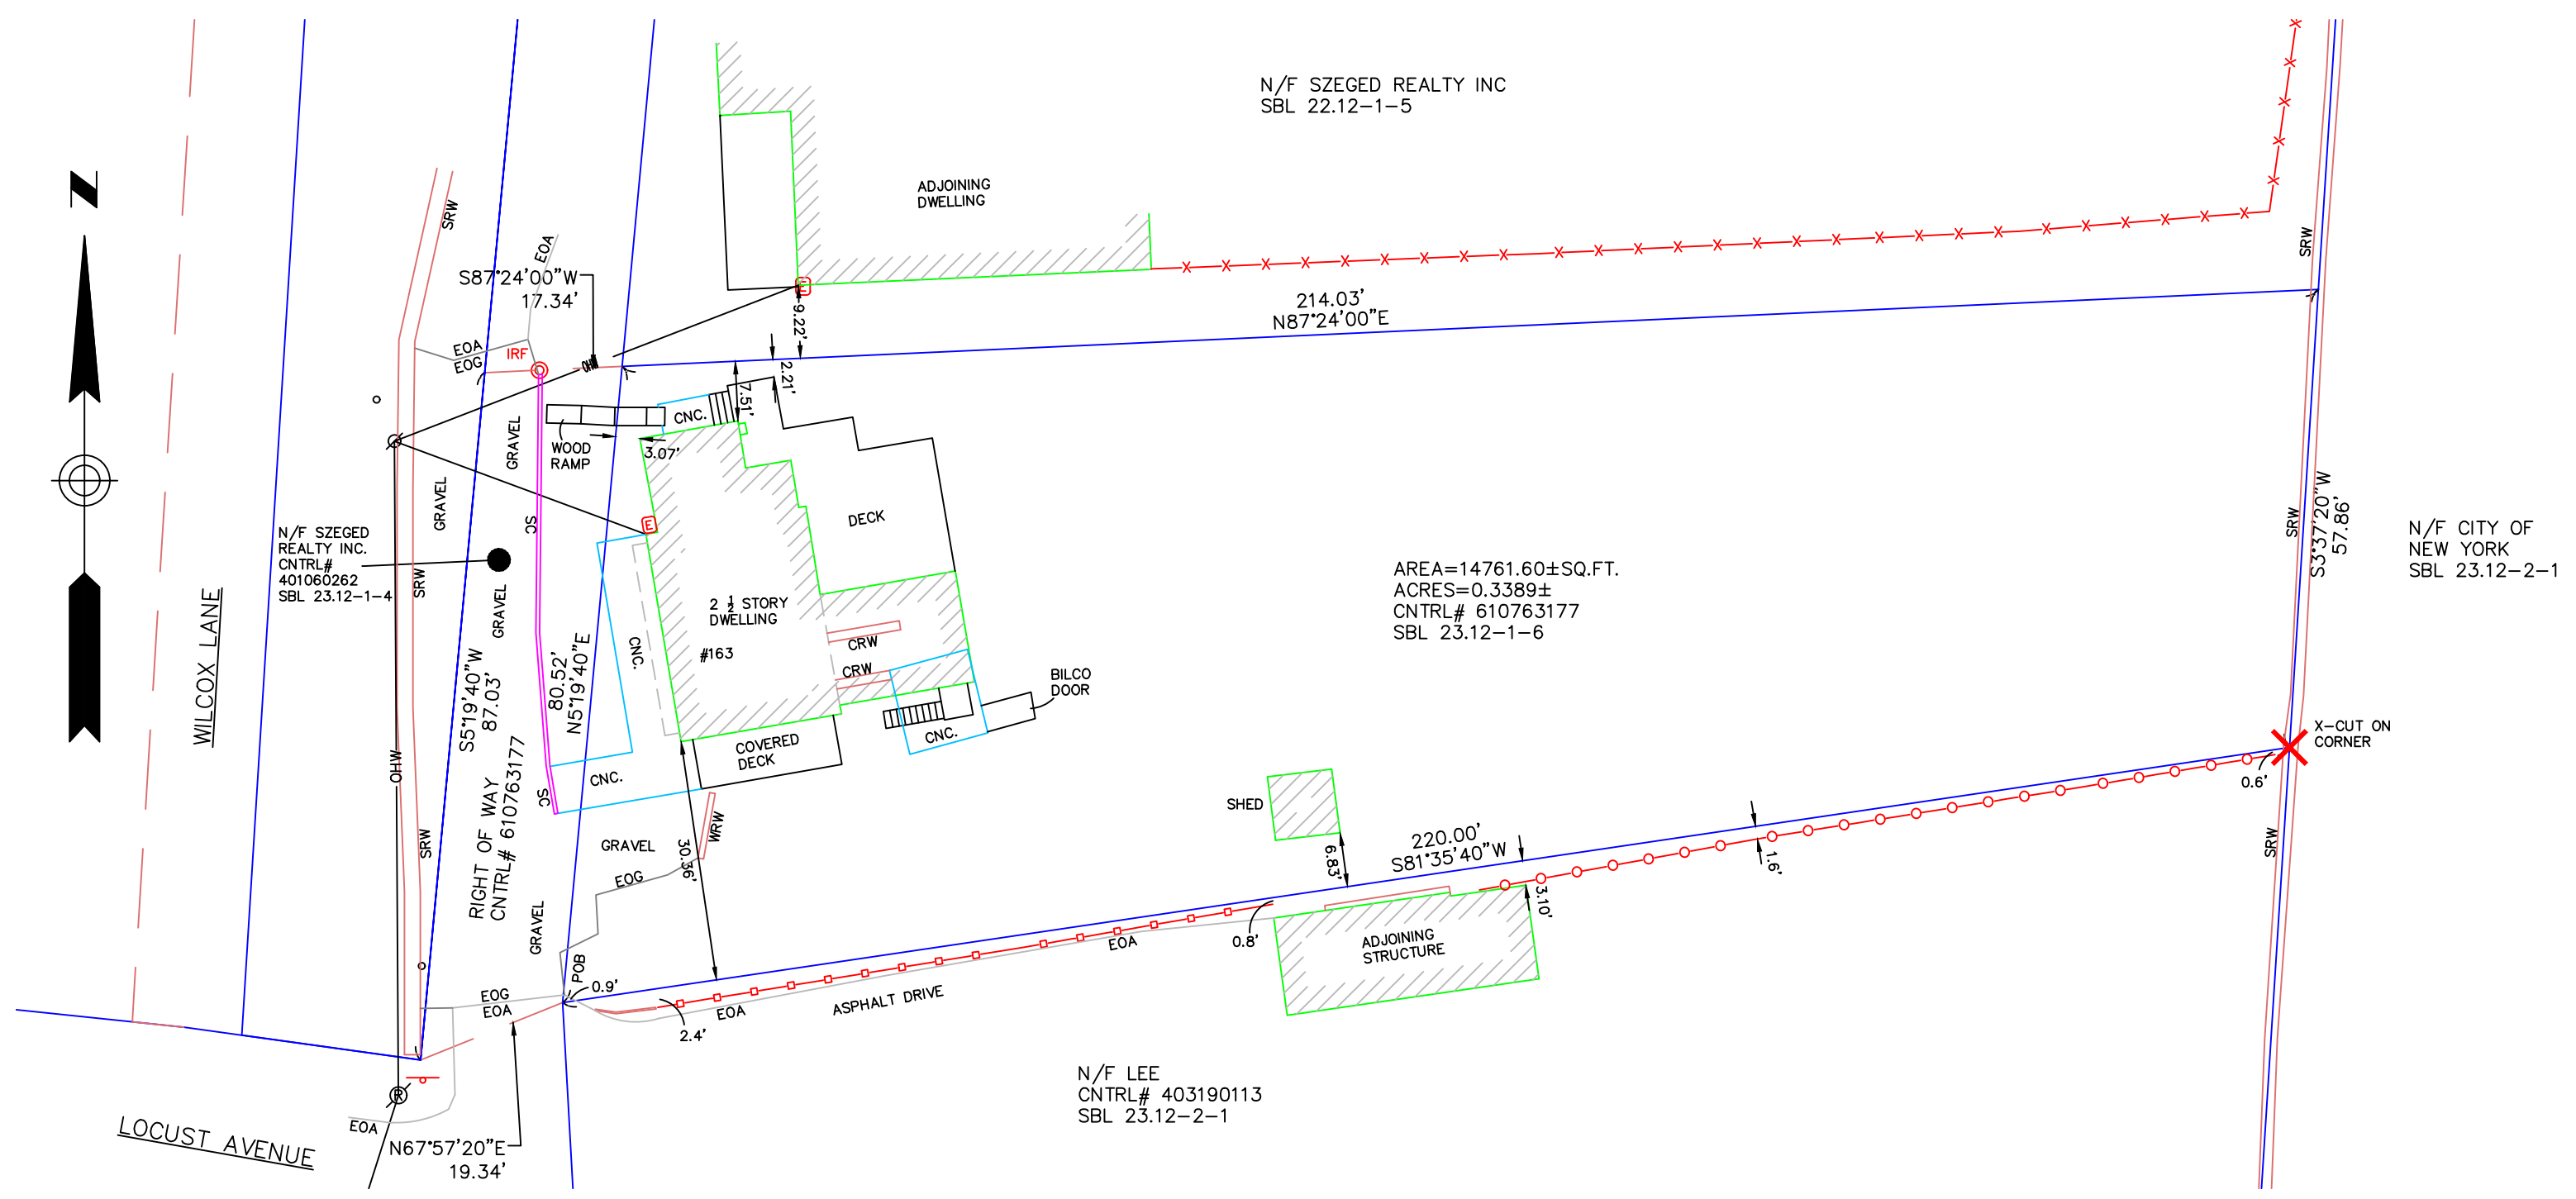 N/F SZEGED REALTY INC
SBL 22.12-1-5
N
ADJOINING
DWELLING
SRW
EOA
S87°24'00"W
17.34'
SRW
E
9.22'
214.03'
N87°24'00"E
EOA
EOG
IRF
OHW
2.21'
7.51'
CNC.
GRAVEL
WOOD
RAMP
3.07'
GRAVEL
SC
E
DECK
N/F SZEGED
REALTY INC.
CNTRL#
401060262
SBL 23.12-1-4
SRW
SRW
S3°37'20"W
57.86'
N/F CITY OF
NEW YORK
SBL 23.12-2-1
AREA=14761.60±SQ.FT.
ACRES=0.3389±
CNTRL# 610763177
SBL 23.12-1-6
GRAVEL
2 1/2 STORY
DWELLING
#163
CNC.
CRW
CRW
BILCO
DOOR
WILCOX LANE
S5°19'40"W
87.03'
80.52'
N5°19'40"E
COVERED
DECK
CNC.
CNC.
X-CUT ON
CORNER
0.6'
OHW
RIGHT OF WAY
CNTRL# 610763177
SC
WRW
SHED
SRW
GRAVEL
30.36'
6.83'
220.00'
S81°35'40"W
1.6'
SRW
EOG
GRAVEL
3.10'
0.8'
EOA
ADJOINING
STRUCTURE
POB
0.9'
EOG
EOA
ASPHALT DRIVE
EOA
2.4'
N/F LEE
CNTRL# 403190113
SBL 23.12-2-1
R
EOA
LOCUST AVENUE
N67°57'20"E
19.34'